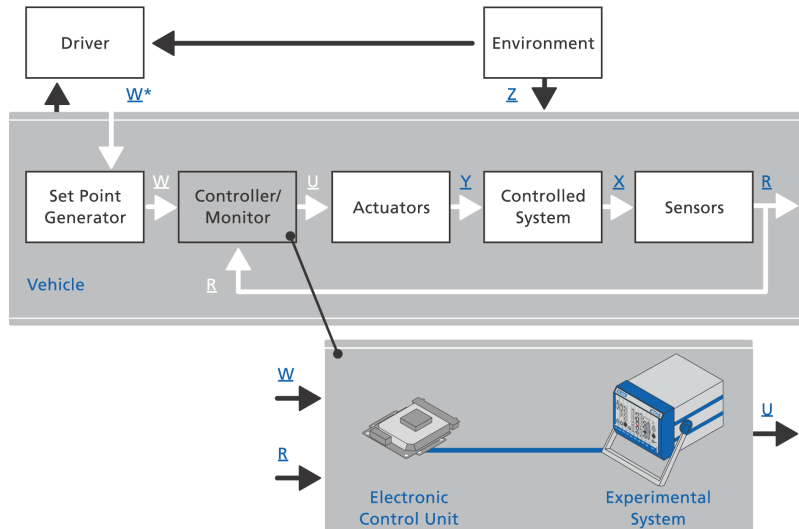 Driver
Environment
W*
Z
Set Point
Generator
W
Controller/
Monitor
U
Actuators
Y
Controlled
System
X
Sensors
R
R
Vehicle
W
R
U
Electronic
Control Unit
Experimental
System